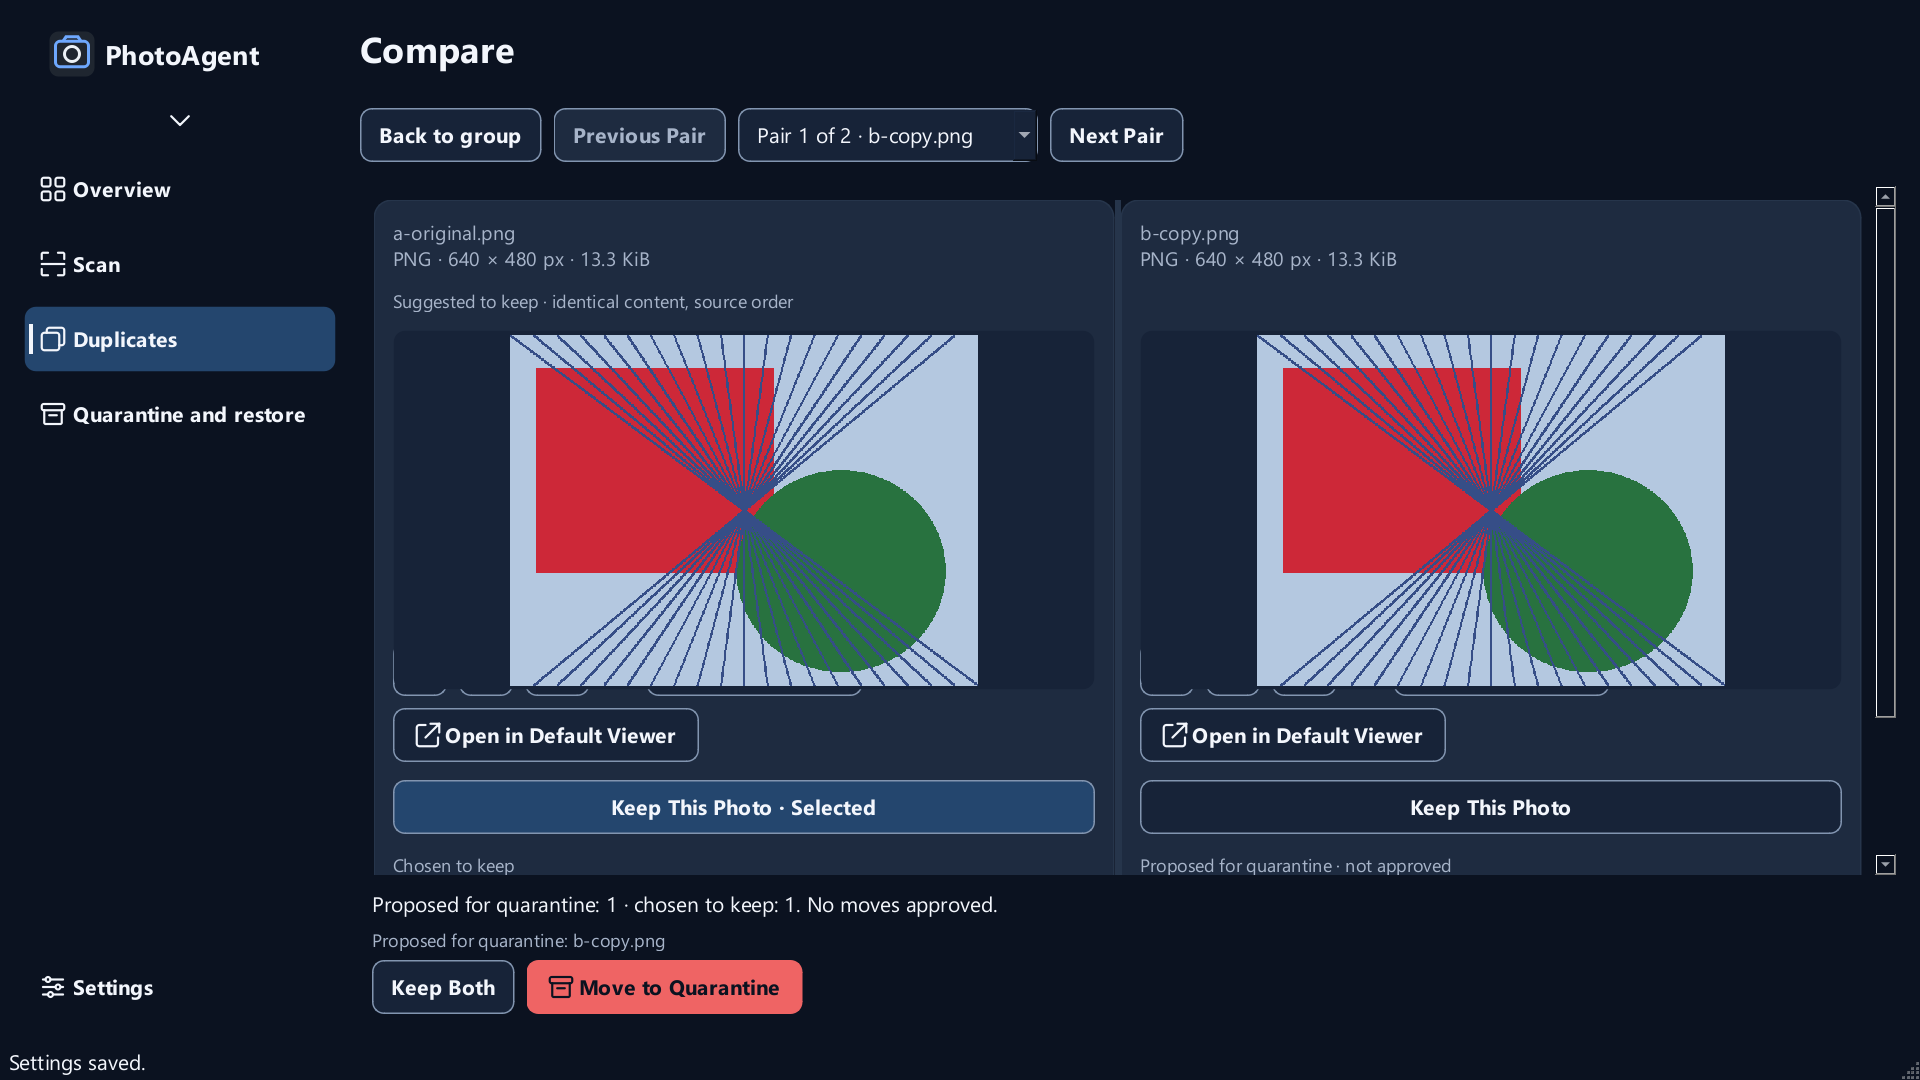 PhotoAgent
Overview
Scan
Duplicates
Quarantine and restore
Settings
Settings saved.
Compare
Back to group
Previous Pair
Pair 1 of 2 · b-copy.png
Next Pair
a-original.png
PNG · 640 × 480 px · 13.3 KiB
Suggested to keep · identical content, source order
Open in Default Viewer
Keep This Photo · Selected
Chosen to keep
b-copy.png
PNG · 640 × 480 px · 13.3 KiB
Open in Default Viewer
Keep This Photo
Proposed for quarantine · not approved
Proposed for quarantine: 1 · chosen to keep: 1. No moves approved.
Proposed for quarantine: b-copy.png
Keep Both
Move to Quarantine